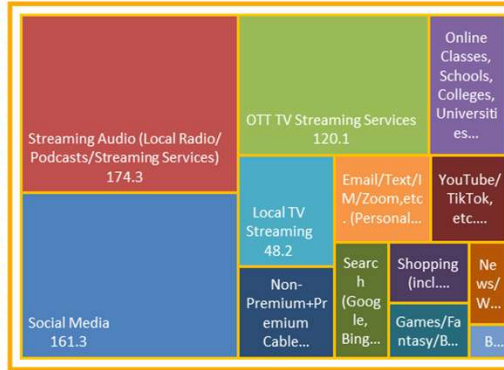 Streaming Audio (Local Radio/
Podcasts/Streaming Services)
174.3
Social Media
161.3
OTT TV Streaming Services
120.1
Online
Classes,
Schools,
Colleges,
Universiti
es...
Local TV
Streaming
48.2
Email/Text/I
M/Zoom,etc
. (Personal...
YouTube/
TikTok,
etc....
Non-
Premium+Pr
emium
Cable...
Searc
h
(Goog
le,
Bing...
Shopping
(incl....
Games/Fa
ntasy/B...
Ne
ws/
W...
B...